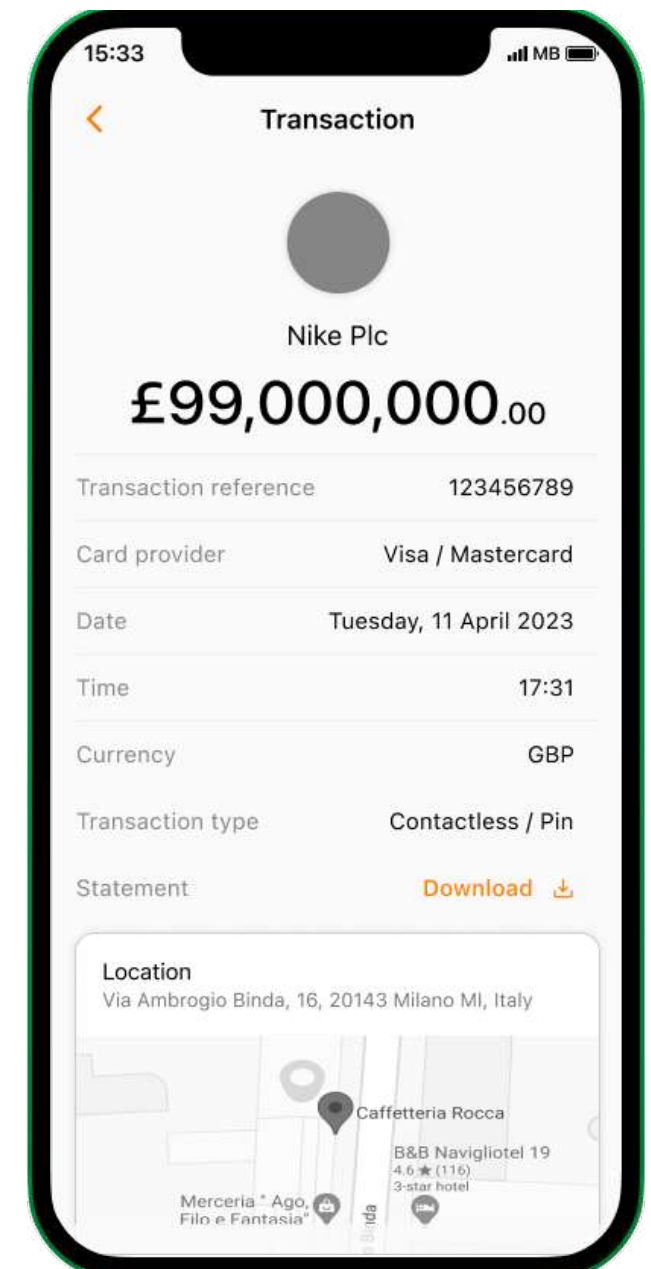 15:33 MB
Transaction
Nike Plc
£99,000,000.00
Transaction reference 123456789
Card provider Visa / Mastercard
Date Tuesday, 11 April 2023
Time 17:31
Currency GBP
Transaction type Contactless / Pin
Statement Download
Location
Via Ambrogio Binda, 16, 20143 Milano MI, Italy
Caffetteria Rocca
B&B Navigliotel 19
4.6 ★ (116)
3-star hotel
Merceria " Ago,
Filo e Fantasia"
Binda